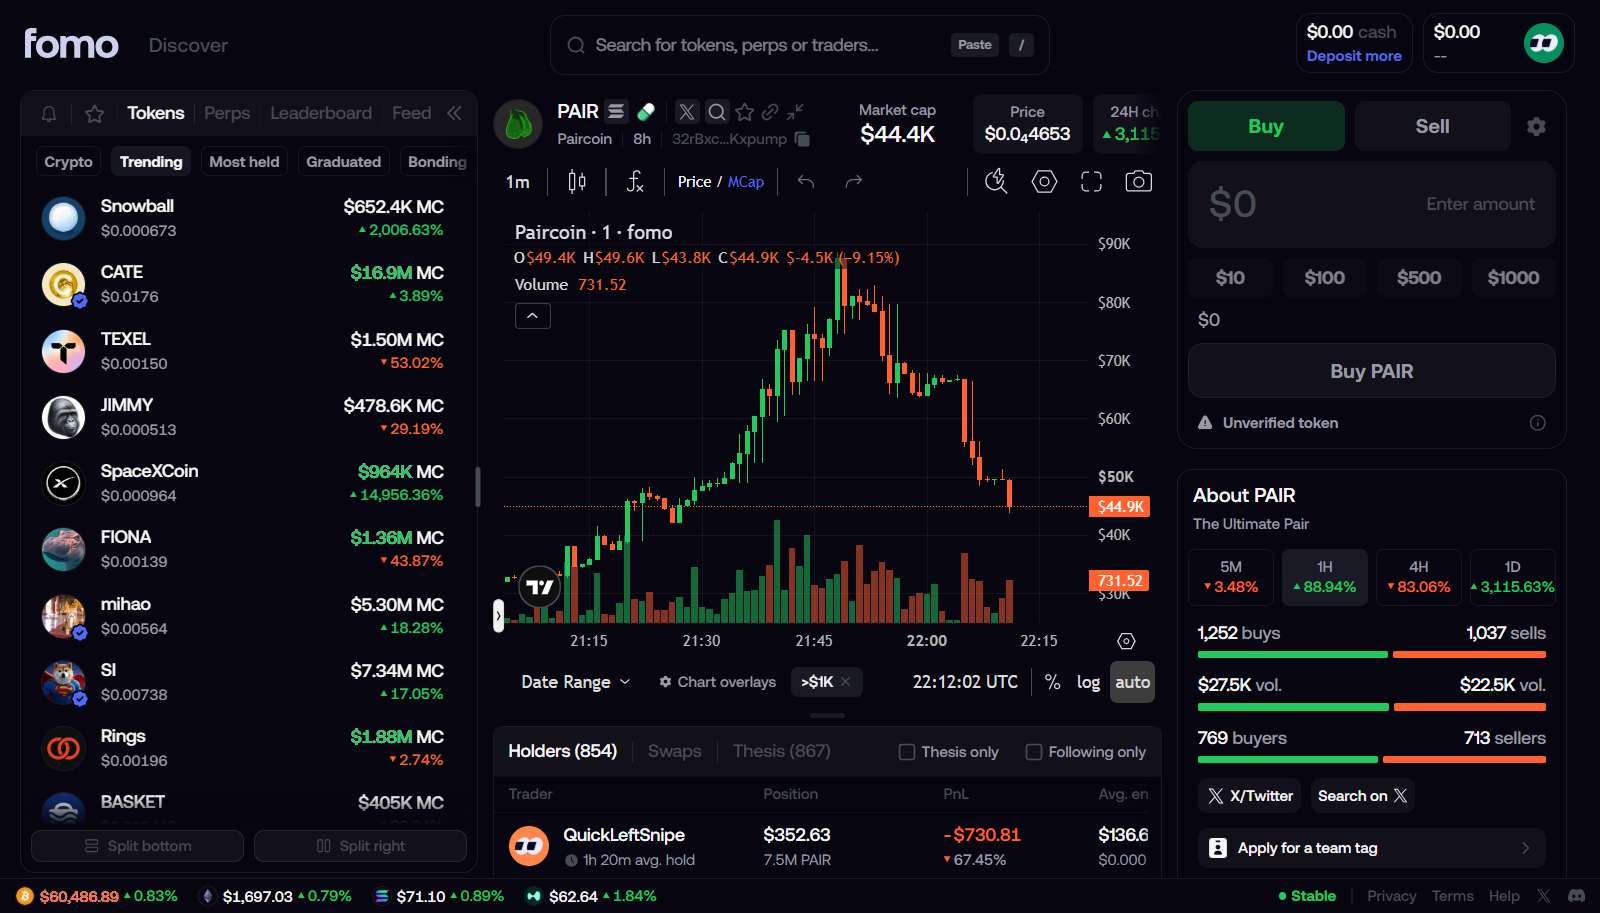 fomo
Discover
Search for tokens, perps or traders...
Paste
/
$0.00 cash
Deposit more
$0.00
--
Tokens Perps Leaderboard Feed
Crypto Trending Most held Graduated Bonding
Snowball $652.4K MC
$0.000673 2,006.63%
CATE $16.9M MC
$0.0176 3.89%
TEXEL $1.50M MC
$0.00150 53.02%
JIMMY $478.6K MC
$0.000513 29.19%
SpaceXCoin $964K MC
$0.000964 14,956.36%
FIONA $1.36M MC
$0.00139 43.87%
mihao $5.30M MC
$0.00564 18.28%
SI $7.34M MC
$0.00738 17.05%
Rings $1.88M MC
$0.00196 2.74%
BASKET $405K MC
Split bottom Split right
PAIR
Paircoin 8h 32rBxc...Kxpump
Market cap
$44.4K
Price
$0.0₄4653
24H ch
3,115
1m Price / MCap
Paircoin · 1 · fomo
O$49.4K H$49.6K L$43.8K C$44.9K $-4.5K (-9.15%)
Volume 731.52
$90K
$80K
$70K
$60K
$50K
$44.9K
$40K
731.52
$30K
21:15 21:30 21:45 22:00 22:15
Date Range Chart overlays >$1K 22:12:02 UTC % log auto
Holders (854) Swaps Thesis (867) Thesis only Following only
Trader Position PnL Avg. en
QuickLeftSnipe $352.63 -$730.81 $136.6
1h 20m avg. hold 7.5M PAIR 67.45% $0.000
Buy Sell
$0 Enter amount
$10 $100 $500 $1000
$0
Buy PAIR
Unverified token
About PAIR
The Ultimate Pair
5M 1H 4H 1D
3.48% 88.94% 83.06% 3,115.63%
1,252 buys 1,037 sells
$27.5K vol. $22.5K vol.
769 buyers 713 sellers
X/Twitter Search on X
Apply for a team tag
$60,486.89 0.83% $1,697.03 0.79% $71.10 0.89% $62.64 1.84%
Stable Privacy Terms Help